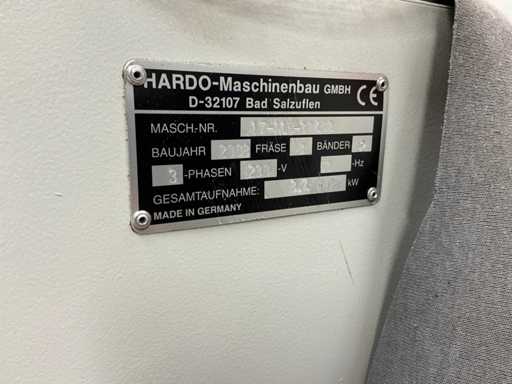 HARDO-Maschinenbau GMBH CE
D-32107 Bad Salzuflen
MASCH.-NR.
BAUJAHR FRÄSE BÄNDER
3 -PHASEN -V -Hz
GESAMTAUFNAHME: kW
MADE IN GERMANY